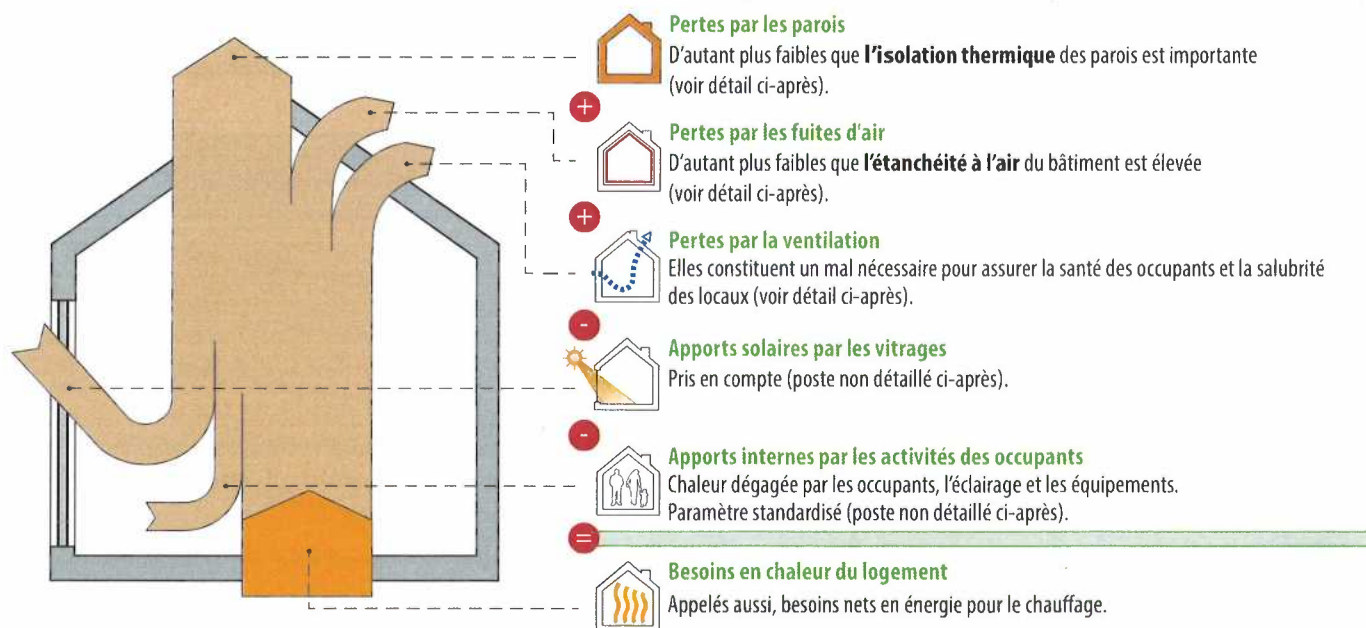 Pertes par les parois
D'autant plus faibles que l'isolation thermique des parois est importante
(voir détail ci-après).
+
Pertes par les fuites d'air
D'autant plus faibles que l'étanchéité à l'air du bâtiment est élevée
(voir détail ci-après).
+
Pertes par la ventilation
Elles constituent un mal nécessaire pour assurer la santé des occupants et la salubrité
des locaux (voir détail ci-après).
-
Apports solaires par les vitrages
Pris en compte (poste non détaillé ci-après).
-
Apports internes par les activités des occupants
Chaleur dégagée par les occupants, l'éclairage et les équipements.
Paramètre standardisé (poste non détaillé ci-après).
=
Besoins en chaleur du logement
Appelés aussi, besoins nets en énergie pour le chauffage.